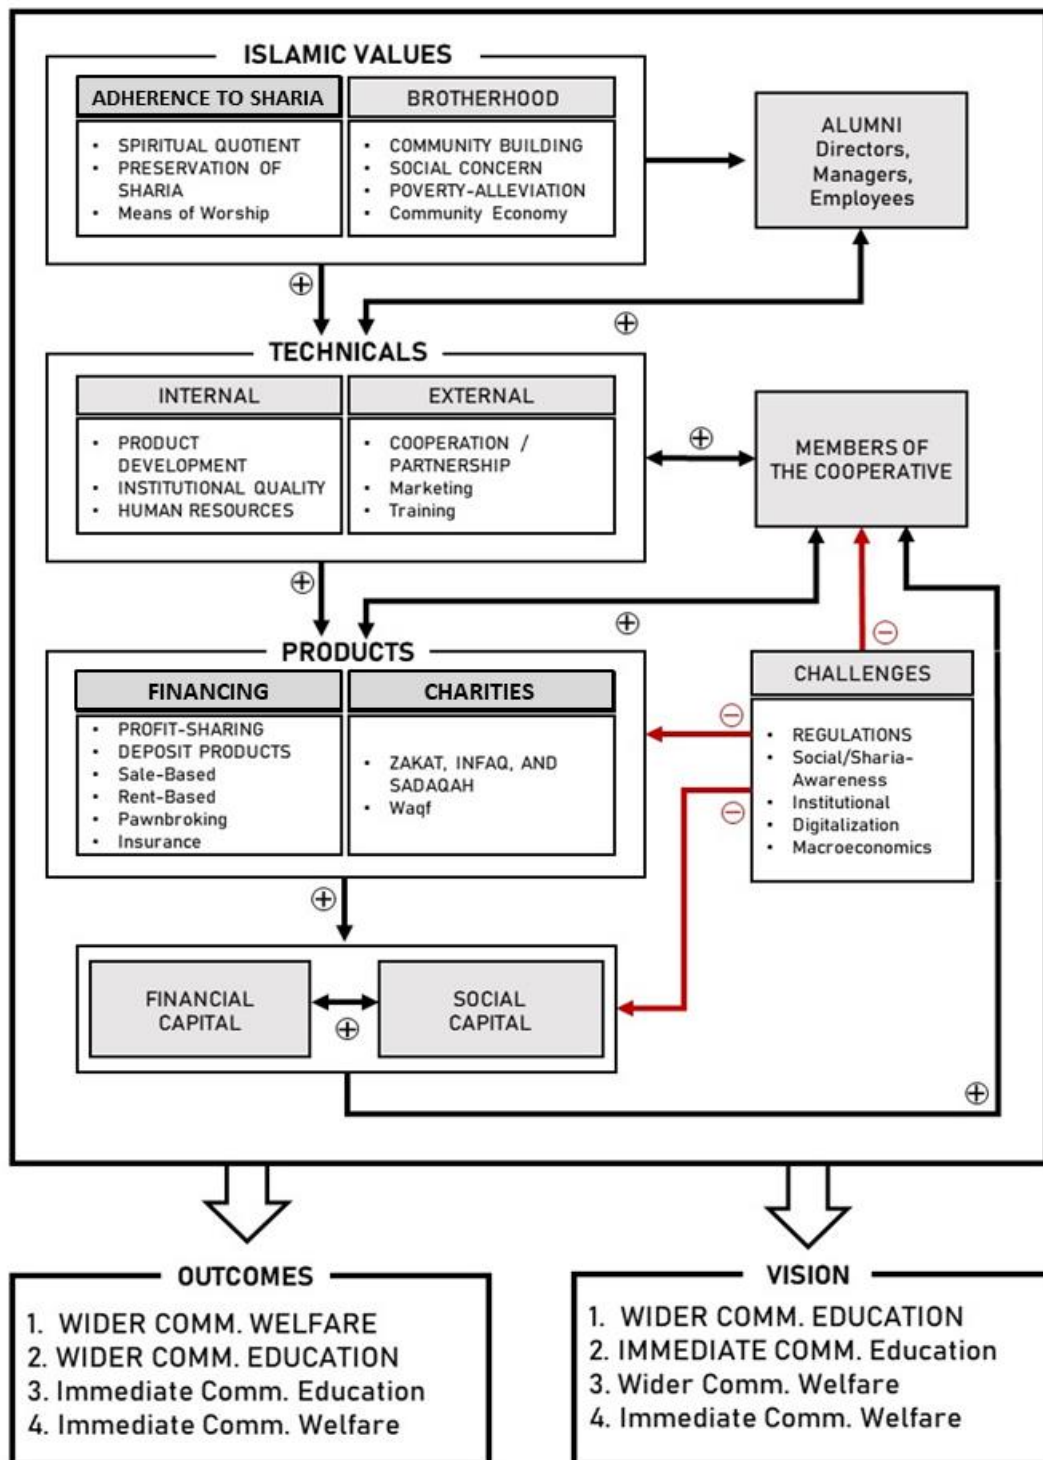 ISLAMIC VALUES
ADHERENCE TO SHARIA
• SPIRITUAL QUOTIENT
• PRESERVATION OF
SHARIA
• Means of Worship
BROTHERHOOD
• COMMUNITY BUILDING
• SOCIAL CONCERN
• POVERTY-ALLEVIATION
• Community Economy
ALUMNI
Directors,
Managers,
Employees
+
+
TECHNICALS
INTERNAL
• PRODUCT
DEVELOPMENT
• INSTITUTIONAL QUALITY
• HUMAN RESOURCES
EXTERNAL
• COOPERATION /
PARTNERSHIP
• Marketing
• Training
+
MEMBERS OF
THE COOPERATIVE
+
+
−
PRODUCTS
FINANCING
• PROFIT-SHARING
• DEPOSIT PRODUCTS
• Sale-Based
• Rent-Based
• Pawnbroking
• Insurance
CHARITIES
• ZAKAT, INFAQ, AND
SADAQAH
• Waqf
−
−
CHALLENGES
• REGULATIONS
• Social/Sharia-
Awareness
• Institutional
• Digitalization
• Macroeconomics
+
FINANCIAL
CAPITAL
+
SOCIAL
CAPITAL
+
OUTCOMES
1. WIDER COMM. WELFARE
2. WIDER COMM. EDUCATION
3. Immediate Comm. Education
4. Immediate Comm. Welfare
VISION
1. WIDER COMM. EDUCATION
2. IMMEDIATE COMM. Education
3. Wider Comm. Welfare
4. Immediate Comm. Welfare